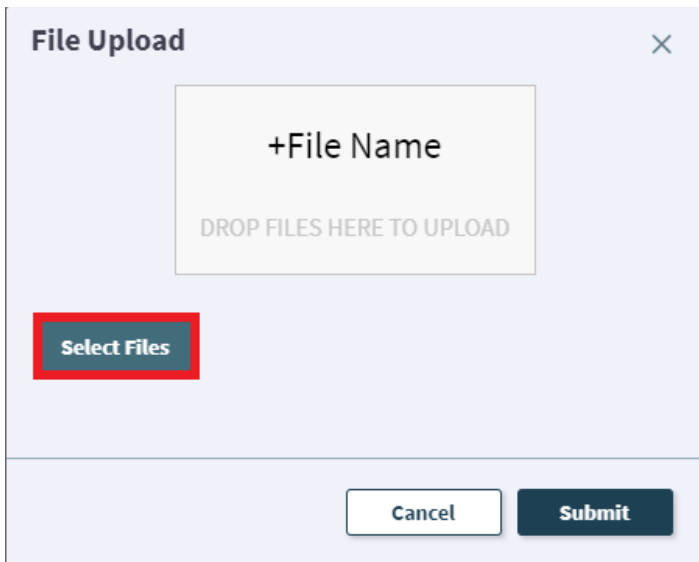 File Upload
+File Name
DROP FILES HERE TO UPLOAD
Select Files
Cancel
Submit